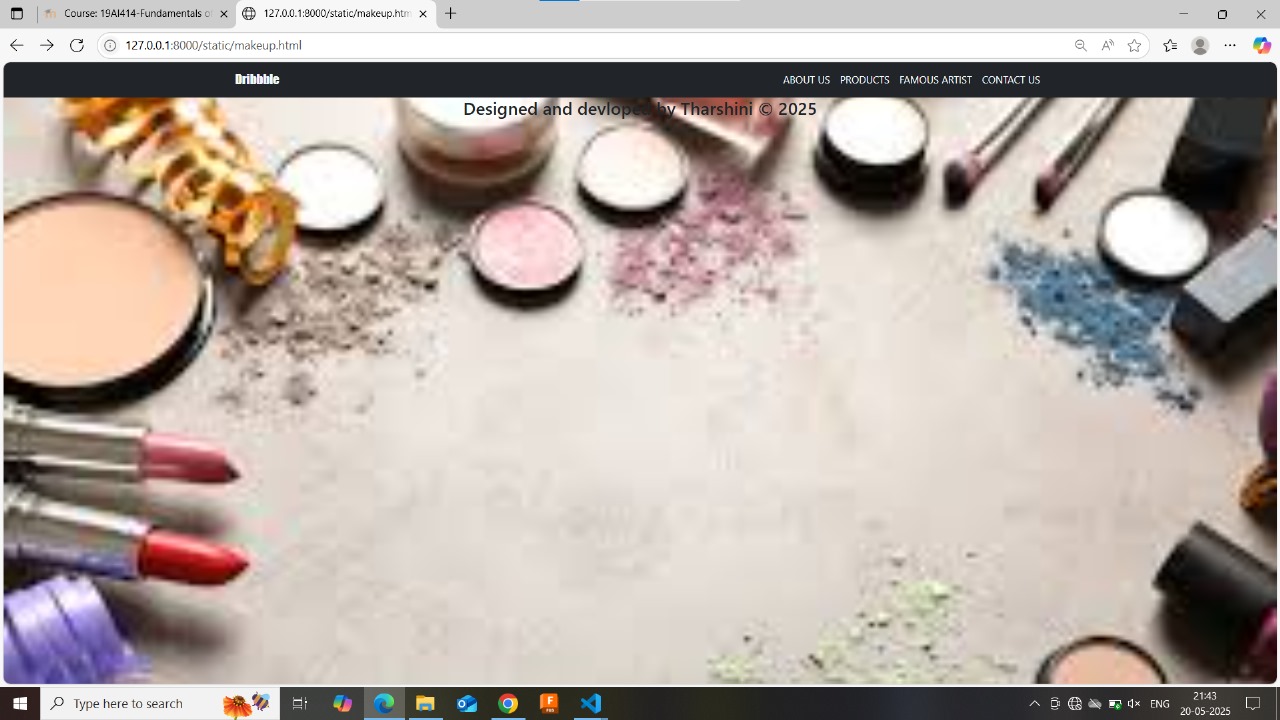 Course: 19AI414-Fundamentals of
127.0.0.1:8000/static/makeup.htm
127.0.0.1:8000/static/makeup.html
Dribbble
ABOUT US PRODUCTS FAMOUS ARTIST CONTACT US
Designed and devloped by Tharshini © 2025
Type here to search
ENG
21:43
20-05-2025